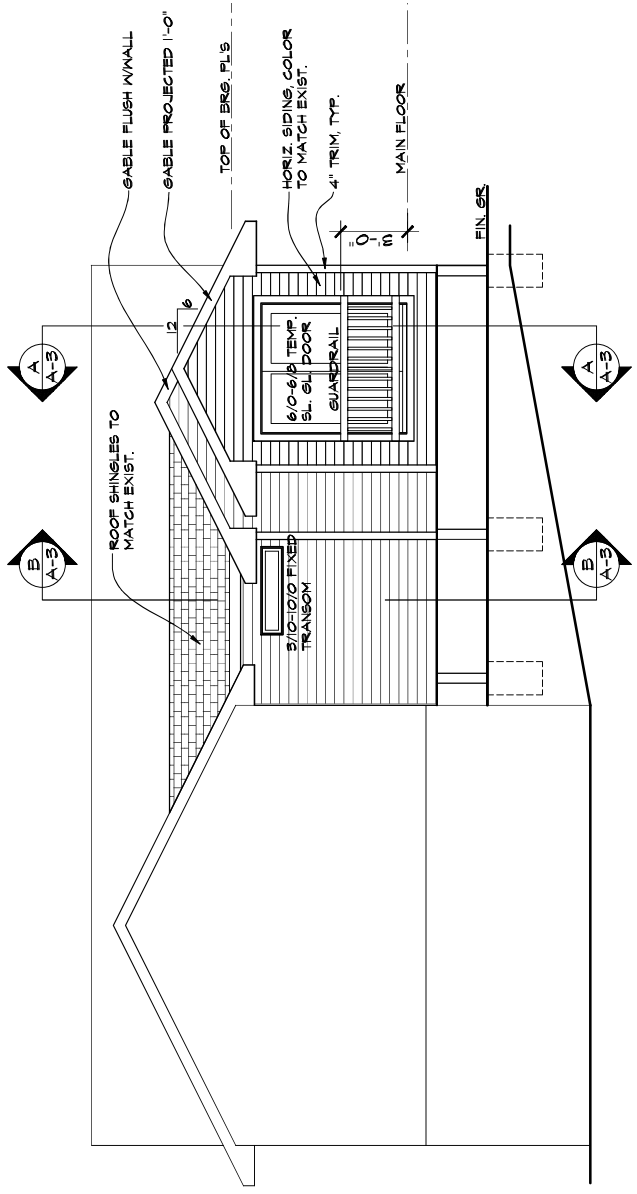 GABLE FLUSH W/WALL
GABLE PROJECTED 1'-0"
TOP OF BRG. PL'S
HORIZ. SIDING, COLOR
TO MATCH EXIST.
4" TRIM, TYP.
MAIN FLOOR
FIN. GR.
3'-0"
12
6
A
A-3
A
A-3
6/0-6/8 TEMP.
SL. GL. DOOR
GUARDRAIL
ROOF SHINGLES TO
MATCH EXIST.
B
A-3
B
A-3
3/10-10/0 FIXED
TRANSOM